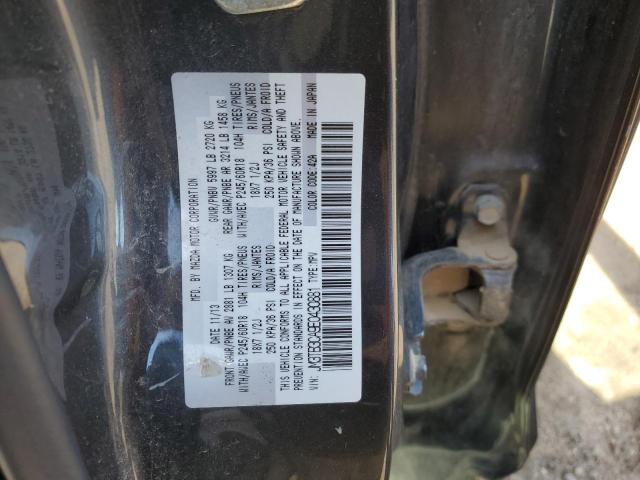 MFD. BY MAZDA MOTOR CORPORATION
DATE 11/13 GVWR/PNBV 5997 LB 2720 KG
FRONT GAWR/PNBE AV 2881 LB 1307 KG REAR GAWR/PNBE AR 3214 LB 1458 KG
WITH/AVEC P245/60R18 104H TIRES/PNEUS WITH/AVEC P245/60R18 104H TIRES/PNEUS
18X7 1/2J RIMS/JANTES 18X7 1/2J RIMS/JANTES
250 KPA/36 PSI COLD/A FROID 250 KPA/36 PSI COLD/A FROID
THIS VEHICLE CONFORMS TO ALL APPLICABLE FEDERAL MOTOR VEHICLE SAFETY AND THEFT
PREVENTION STANDARDS IN EFFECT ON THE DATE OF MANUFACTURE SHOWN ABOVE.
VIN: JM3TB3CA9E0430881 TYPE:MPV COLOR CODE:42A MADE IN JAPAN